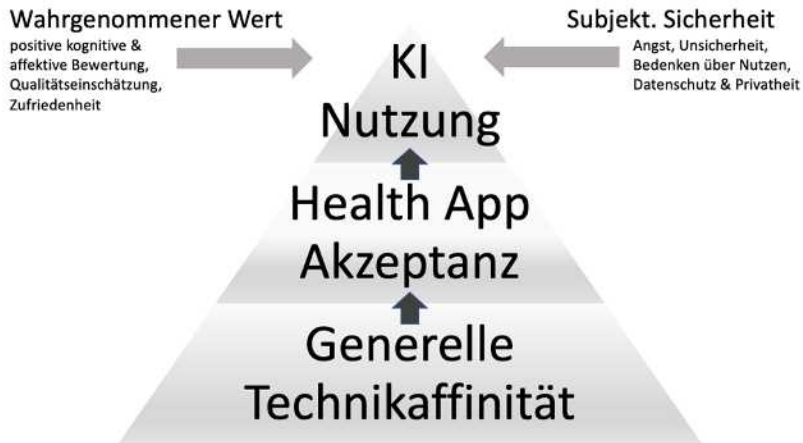 Wahrgenommener Wert
positive kognitive &
affektive Bewertung,
Qualitätseinschätzung,
Zufriedenheit
Subjekt. Sicherheit
Angst, Unsicherheit,
Bedenken über Nutzen,
Datenschutz & Privatheit
KI
Nutzung
Health App
Akzeptanz
Generelle
Technikaffinität